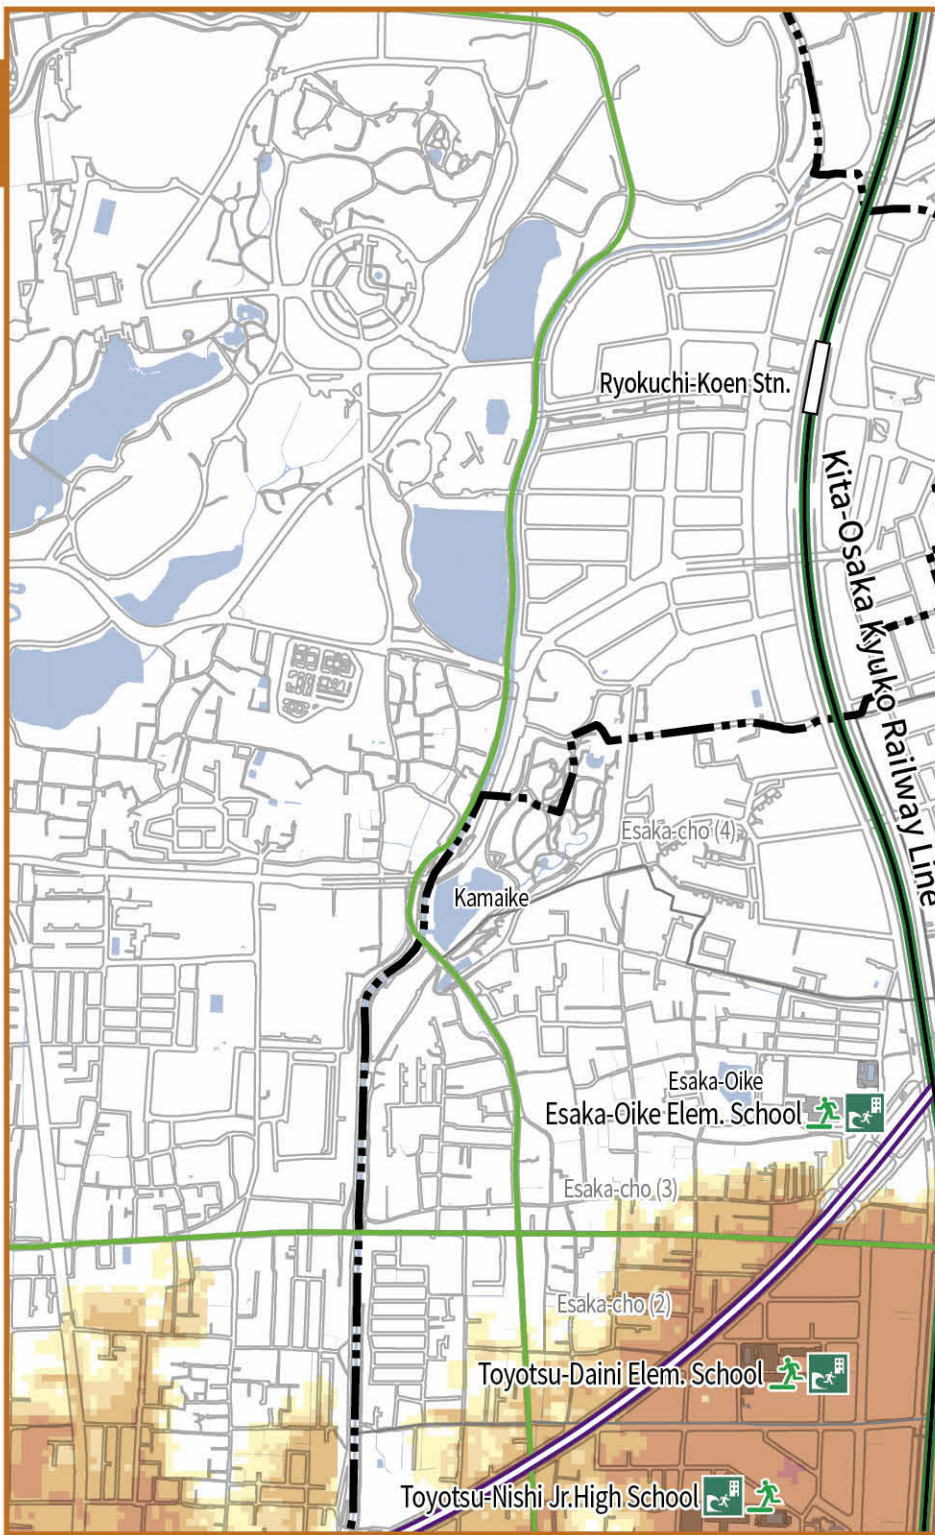 Ryokuchi-Koen Stn.
Kita-Osaka Kyuko Railway Line
Esaka-cho (4)
Kamaike
Esaka-Oike
Esaka-Oike Elem. School
Esaka-cho (3)
Esaka-cho (2)
Toyotsu-Daini Elem. School
Toyotsu-Nishi Jr.High School